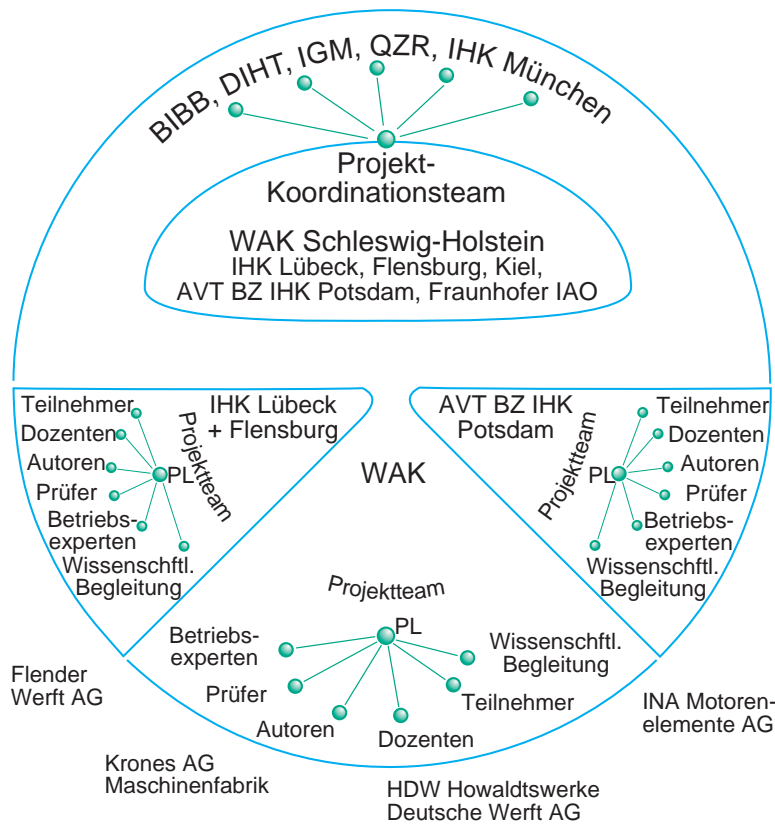 BIBB, DIHT, IGM, QZR, IHK München
Projekt-
Koordinationsteam
WAK Schleswig-Holstein
IHK Lübeck, Flensburg, Kiel,
AVT BZ IHK Potsdam, Fraunhofer IAO
Teilnehmer
Dozenten
Autoren
Prüfer
Betriebs-
experten
Wissenschftl.
Begleitung
PL
Projektteam
IHK Lübeck
+ Flensburg
WAK
AVT BZ IHK
Potsdam
Projektteam
PL
Teilnehmer
Dozenten
Autoren
Prüfer
Betriebs-
experten
Wissenschftl.
Begleitung
Projektteam
PL
Betriebs-
experten
Prüfer
Autoren
Dozenten
Teilnehmer
Wissenschftl.
Begleitung
Flender
Werft AG
Krones AG
Maschinenfabrik
HDW Howaldtswerke
Deutsche Werft AG
INA Motoren-
elemente AG